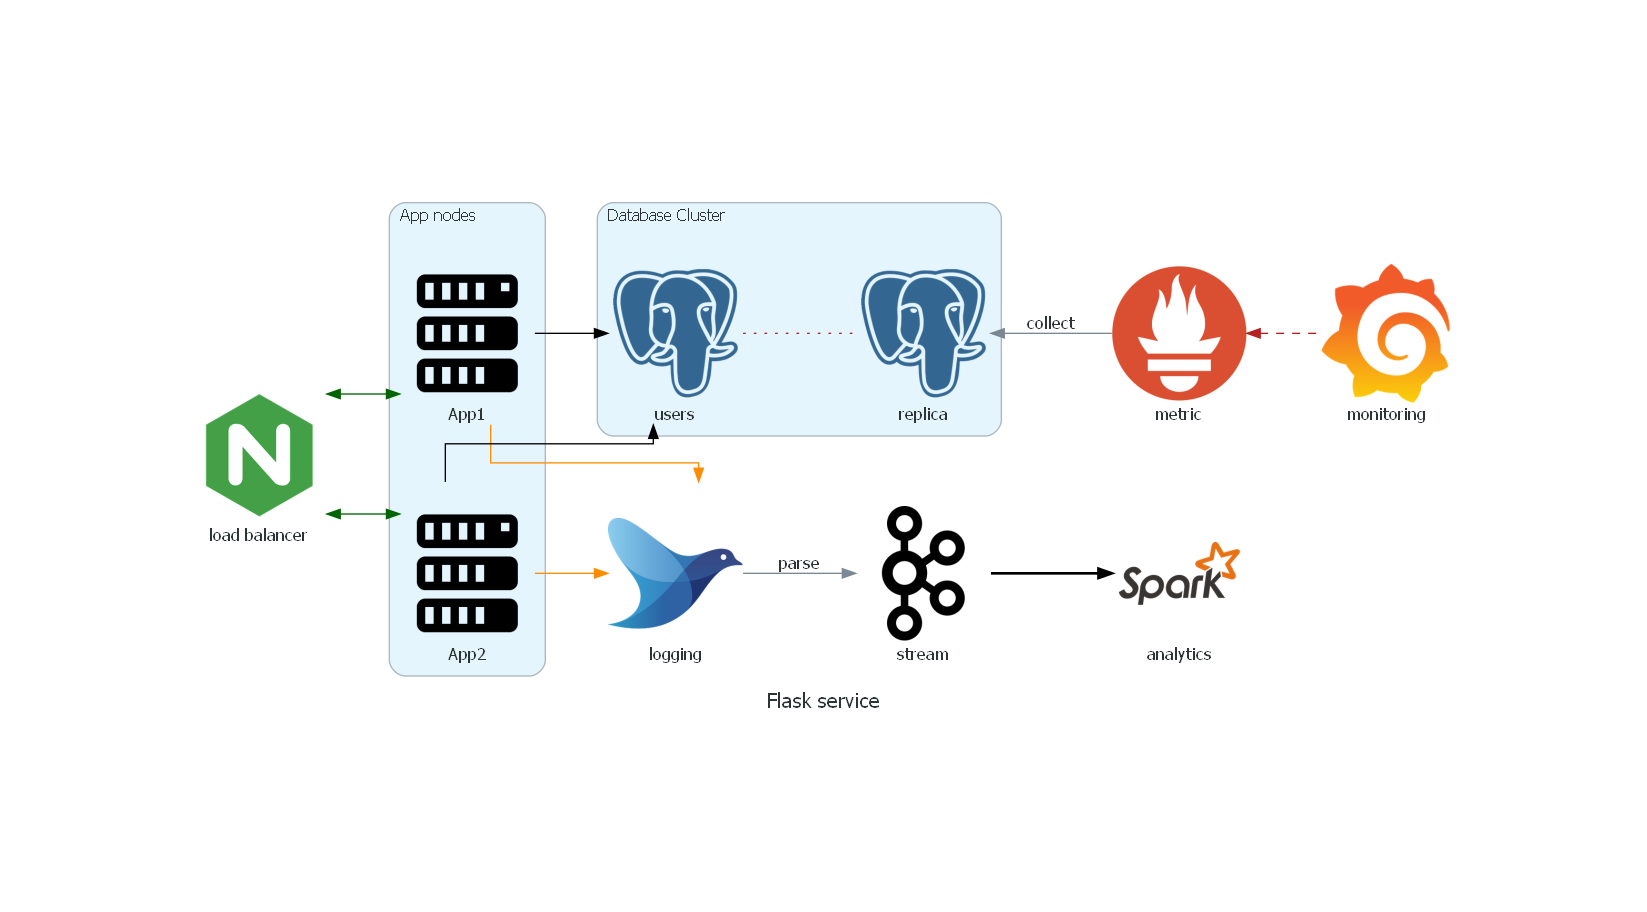 App nodes
Database Cluster
collect
App1
users
replica
metric
monitoring
N
load balancer
parse
Spark
App2
logging
stream
analytics
Flask service